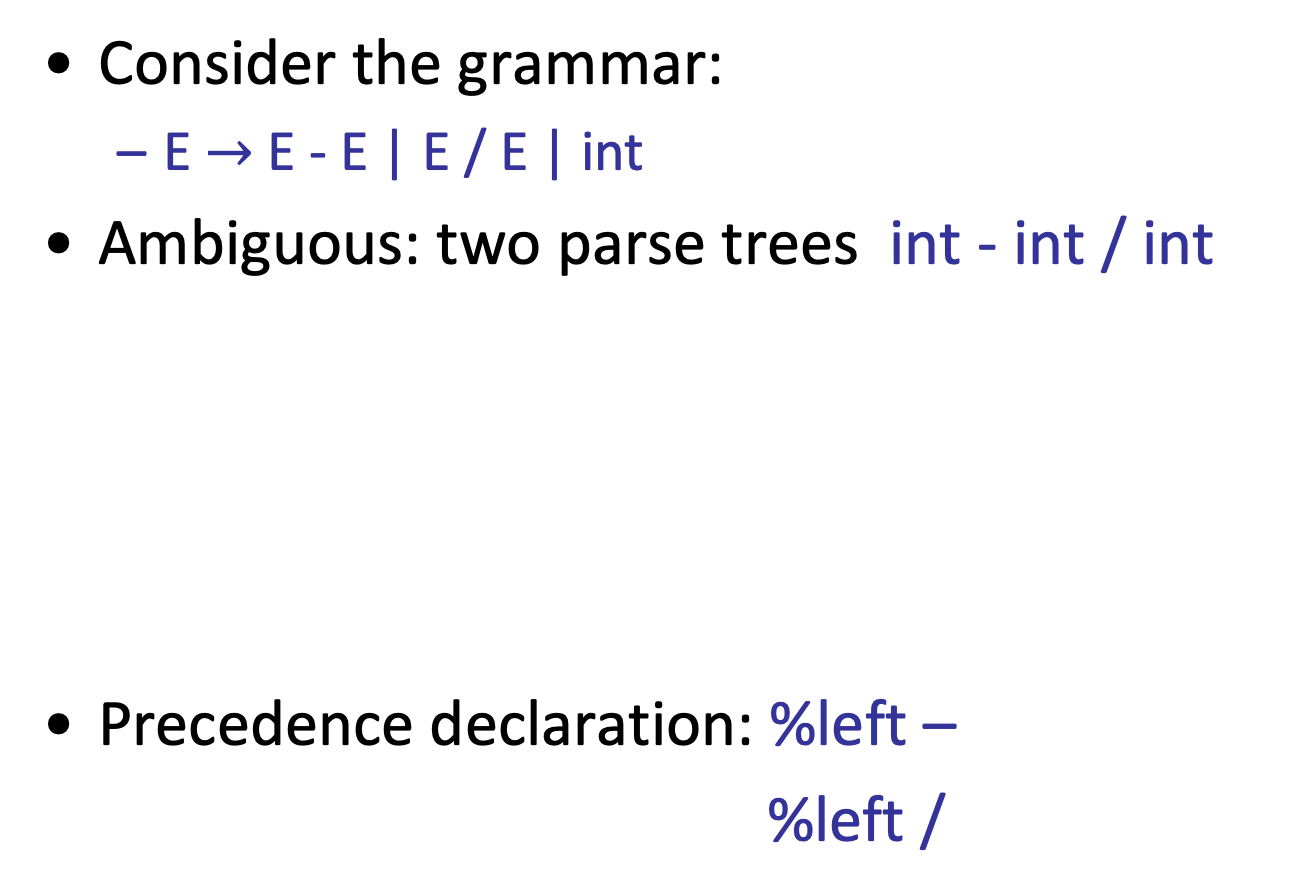 • Consider the grammar:
– E → E - E | E / E | int
• Ambiguous: two parse trees int - int / int
• Precedence declaration: %left –
%left /